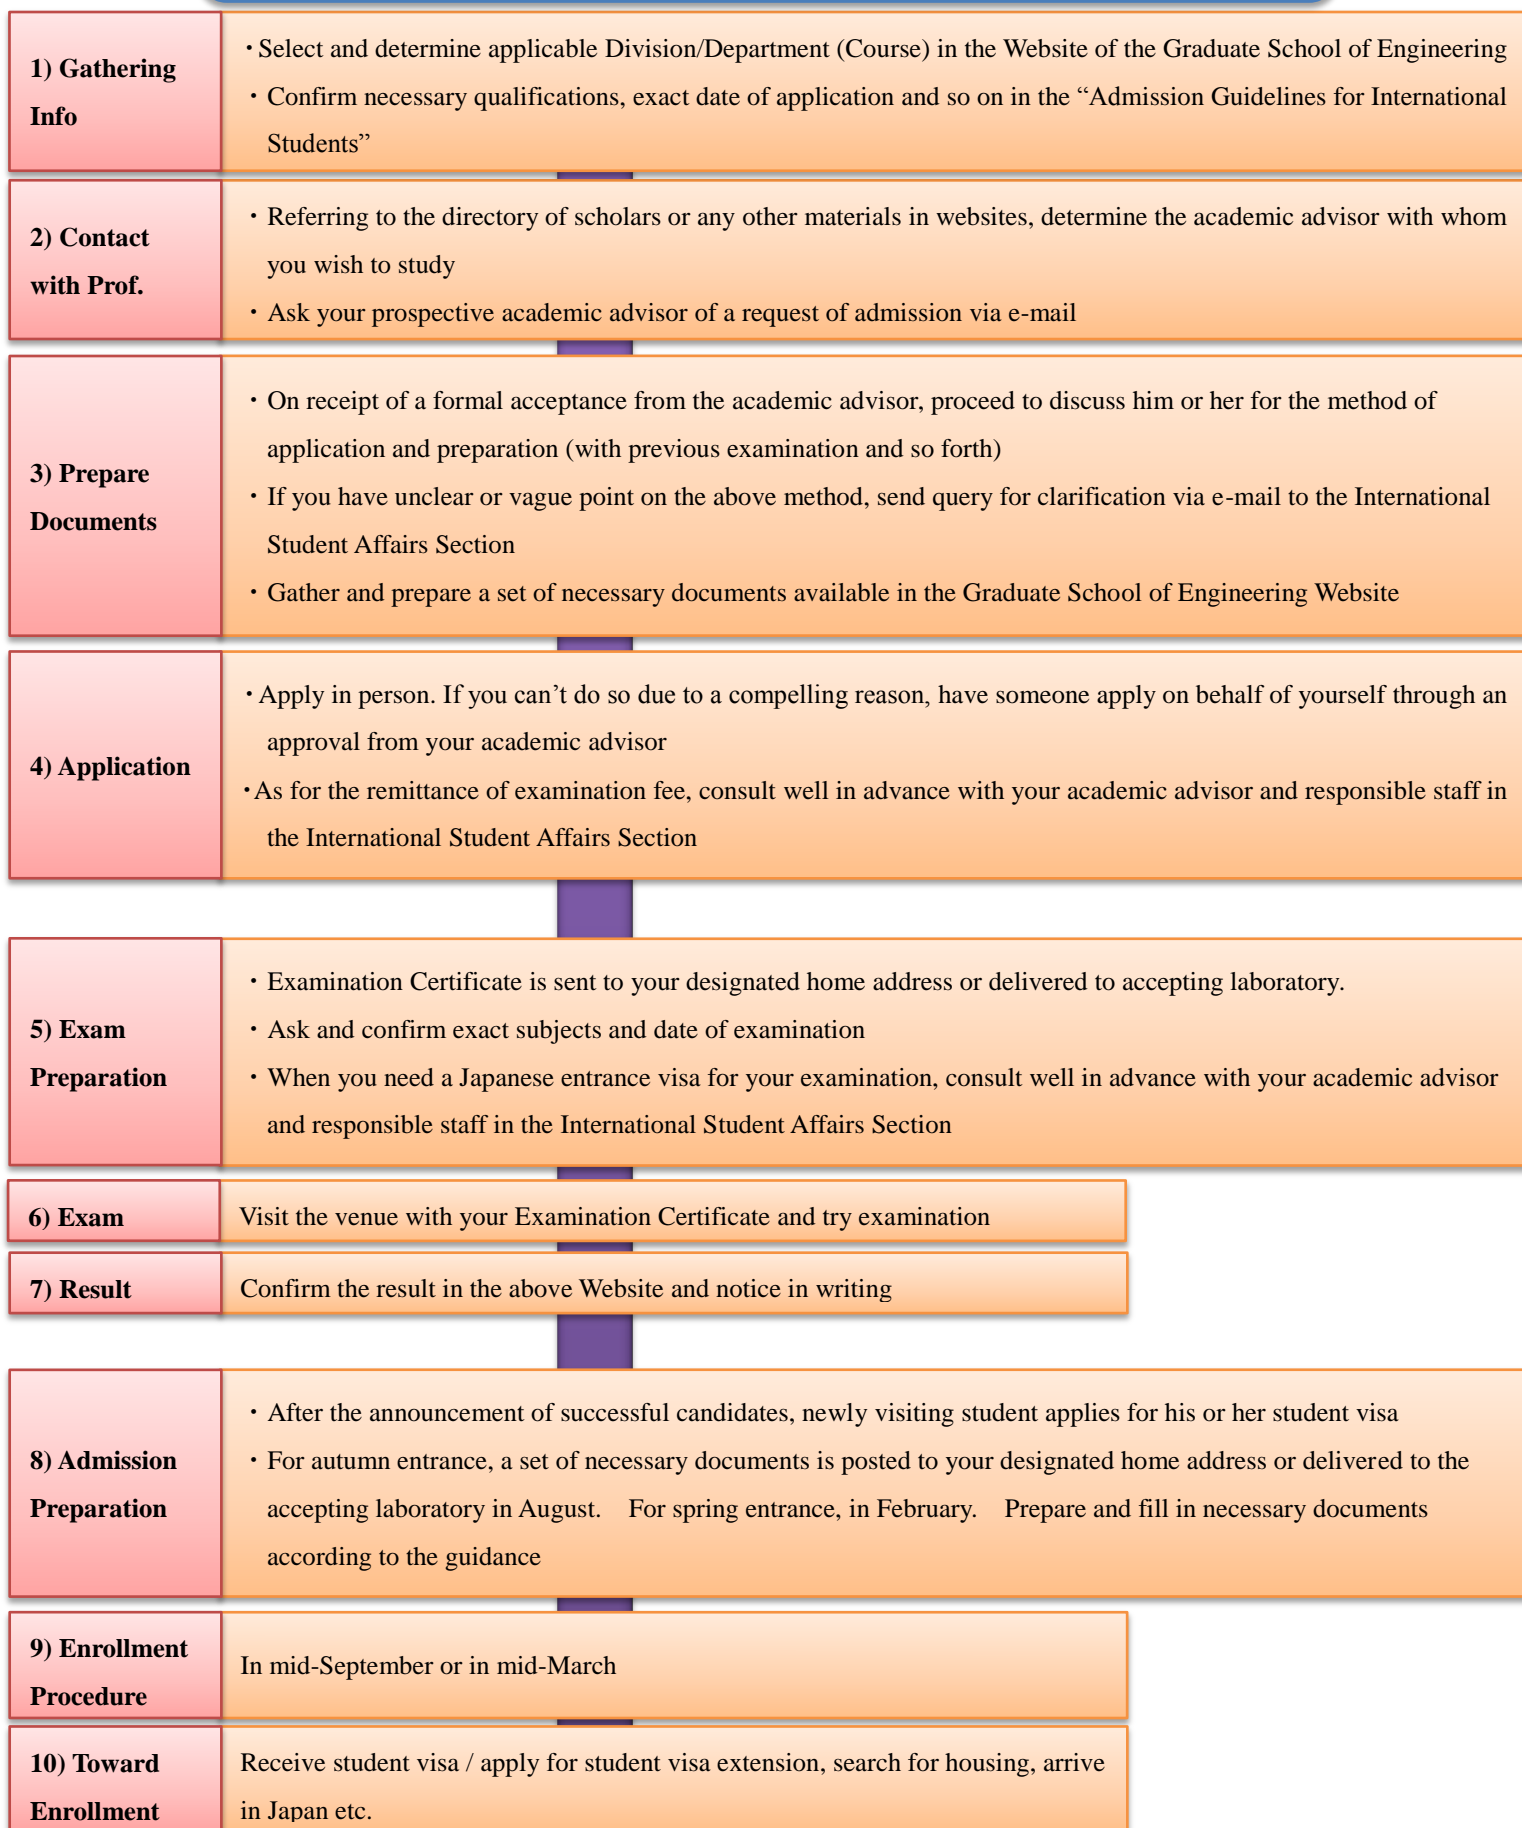 1) Gathering
Info
・Select and determine applicable Division/Department (Course) in the Website of the Graduate School of Engineering
・Confirm necessary qualifications, exact date of application and so on in the “Admission Guidelines for International
Students”
2) Contact
with Prof.
・Referring to the directory of scholars or any other materials in websites, determine the academic advisor with whom
you wish to study
・Ask your prospective academic advisor of a request of admission via e-mail
3) Prepare
Documents
・On receipt of a formal acceptance from the academic advisor, proceed to discuss him or her for the method of
application and preparation (with previous examination and so forth)
・If you have unclear or vague point on the above method, send query for clarification via e-mail to the International
Student Affairs Section
・Gather and prepare a set of necessary documents available in the Graduate School of Engineering Website
4) Application
・Apply in person. If you can’t do so due to a compelling reason, have someone apply on behalf of yourself through an
approval from your academic advisor
・As for the remittance of examination fee, consult well in advance with your academic advisor and responsible staff in
the International Student Affairs Section
5) Exam
Preparation
・Examination Certificate is sent to your designated home address or delivered to accepting laboratory.
・Ask and confirm exact subjects and date of examination
・When you need a Japanese entrance visa for your examination, consult well in advance with your academic advisor
and responsible staff in the International Student Affairs Section
6) Exam
Visit the venue with your Examination Certificate and try examination
7) Result
Confirm the result in the above Website and notice in writing
8) Admission
Preparation
・After the announcement of successful candidates, newly visiting student applies for his or her student visa
・For autumn entrance, a set of necessary documents is posted to your designated home address or delivered to the
accepting laboratory in August. For spring entrance, in February. Prepare and fill in necessary documents
according to the guidance
9) Enrollment
Procedure
In mid-September or in mid-March
10) Toward
Enrollment
Receive student visa / apply for student visa extension, search for housing, arrive
in Japan etc.